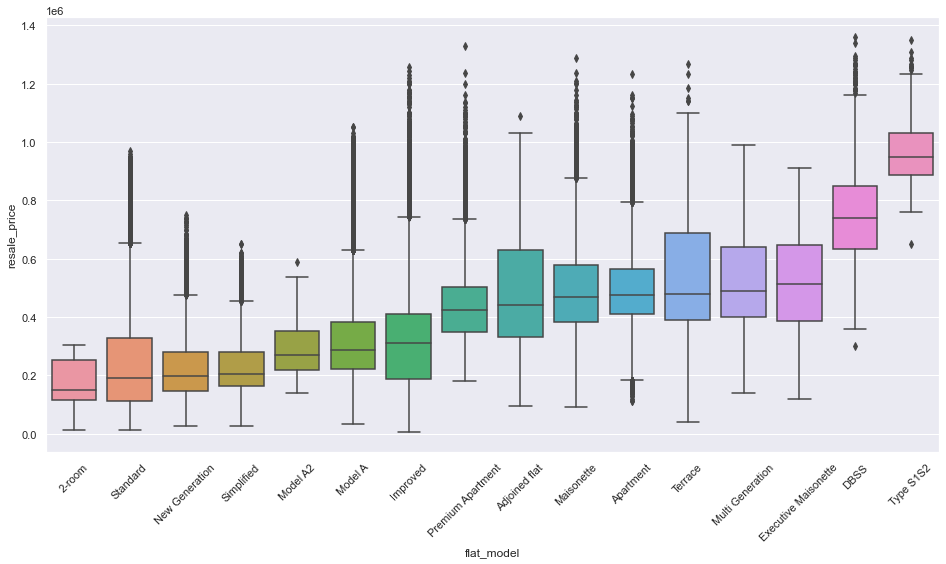 1e6
1.4
1.2
1.0
0.8
0.6
0.4
0.2
0.0
resale_price
2-room
Standard
New Generation
Simplified
Model A2
Model A
Improved
Premium Apartment
Adjoined flat
Maisonette
Apartment
Terrace
Multi Generation
Executive Maisonette
DBSS
Type S1S2
flat_model